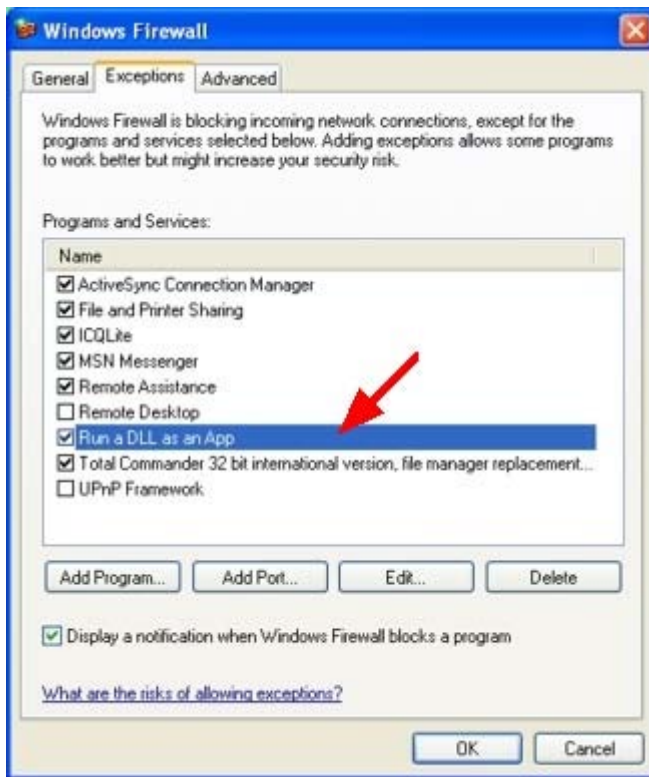 Windows Firewall
General Exceptions Advanced
Windows Firewall is blocking incoming network connections, except for the
programs and services selected below. Adding exceptions allows some programs
to work better but might increase your security risk.
Programs and Services:
Name
ActiveSync Connection Manager
File and Printer Sharing
ICQLite
MSN Messenger
Remote Assistance
Remote Desktop
Run a DLL as an App
Total Commander 32 bit international version, file manager replacement...
UPnP Framework
Add Program... Add Port... Edit... Delete
Display a notification when Windows Firewall blocks a program
What are the risks of allowing exceptions?
OK Cancel